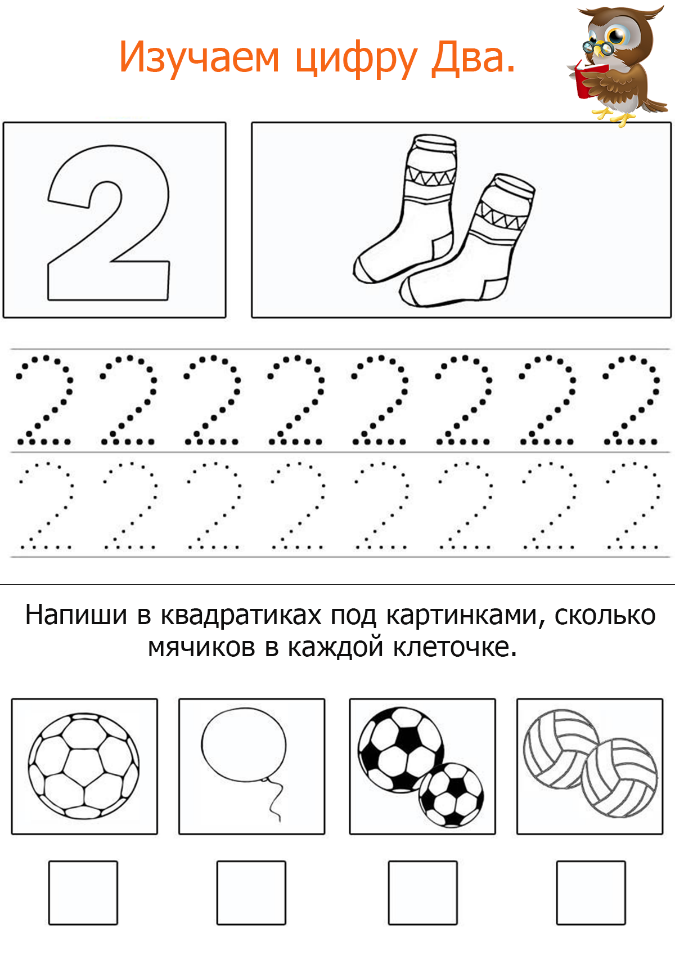 Изучаем цифру Два.
2
2 2 2 2 2 2 2 2
2 2 2 2 2 2 2 2
Напиши в квадратиках под картинками, сколько
мячиков в каждой клеточке.